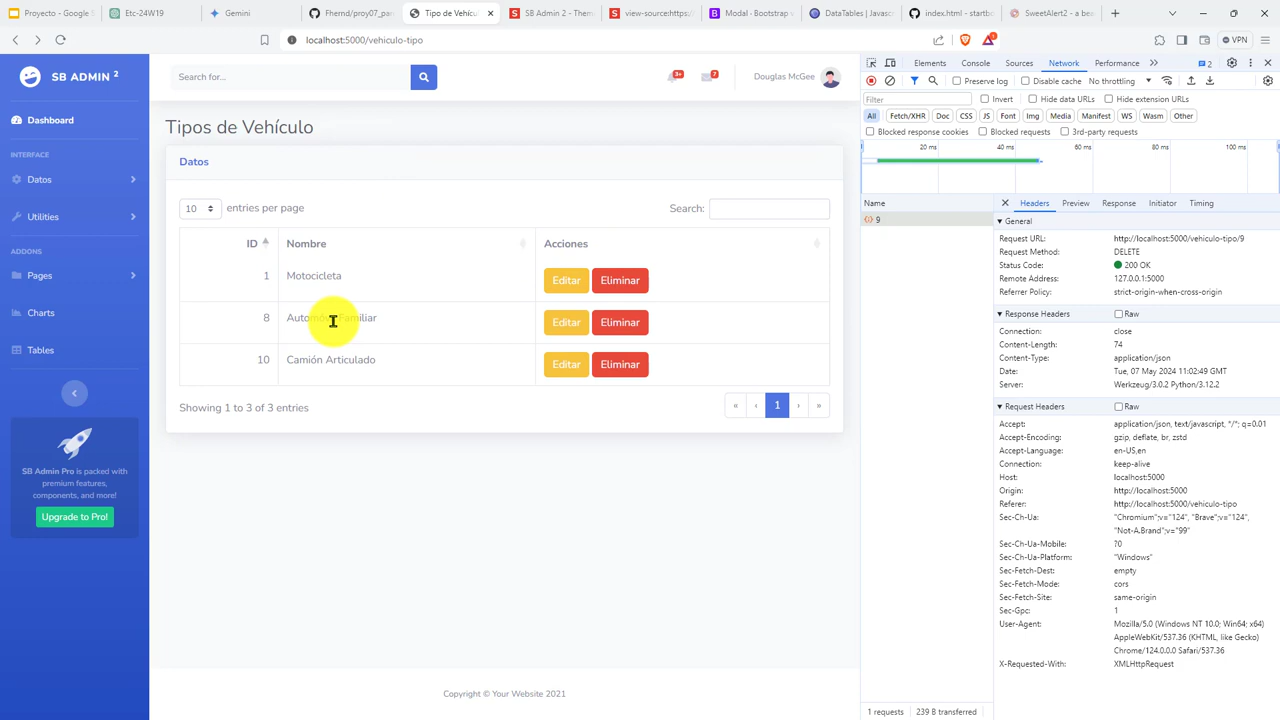 Proyecto - Google S
Etc-24W19
Gemini
Fhernd/proy07_pa
Tipo de Vehícu
SB Admin 2 - Them
view-source:https:/
Modal · Bootstrap v
DataTables | Javasc
index.html - startbo
SweetAlert2 - a be
localhost:5000/vehiculo-tipo
VPN
SB ADMIN 2
Search for...
3+
7
Douglas McGee
Dashboard
INTERFACE
Datos
Utilities
ADDONS
Pages
Charts
Tables
SB Admin Pro is packed with
premium features,
components, and more!
Upgrade to Pro!
Tipos de Vehículo
Datos
10 entries per page
Search:
ID Nombre Acciones
1 Motocicleta Editar Eliminar
8 Automóvil Familiar Editar Eliminar
10 Camión Articulado Editar Eliminar
Showing 1 to 3 of 3 entries
« ‹ 1 › »
Copyright © Your Website 2021
Elements Console Sources Network Performance » 2
Preserve log Disable cache No throttling
Filter Invert Hide data URLs Hide extension URLs
All Fetch/XHR Doc CSS JS Font Img Media Manifest WS Wasm Other
Blocked response cookies Blocked requests 3rd-party requests
20 ms 40 ms 60 ms 80 ms 100 ms
Name
9
Headers Preview Response Initiator Timing
General
Request URL: http://localhost:5000/vehiculo-tipo/9
Request Method: DELETE
Status Code: 200 OK
Remote Address: 127.0.0.1:5000
Referrer Policy: strict-origin-when-cross-origin
Response Headers Raw
Connection: close
Content-Length: 74
Content-Type: application/json
Date: Tue, 07 May 2024 11:02:49 GMT
Server: Werkzeug/3.0.2 Python/3.12.2
Request Headers Raw
Accept: application/json, text/javascript, */*; q=0.01
Accept-Encoding: gzip, deflate, br, zstd
Accept-Language: en-US,en
Connection: keep-alive
Host: localhost:5000
Origin: http://localhost:5000
Referer: http://localhost:5000/vehiculo-tipo
Sec-Ch-Ua: "Chromium";v="124", "Brave";v="124",
"Not-A.Brand";v="99"
Sec-Ch-Ua-Mobile: ?0
Sec-Ch-Ua-Platform: "Windows"
Sec-Fetch-Dest: empty
Sec-Fetch-Mode: cors
Sec-Fetch-Site: same-origin
Sec-Gpc: 1
User-Agent: Mozilla/5.0 (Windows NT 10.0; Win64; x64)
AppleWebKit/537.36 (KHTML, like Gecko)
Chrome/124.0.0.0 Safari/537.36
X-Requested-With: XMLHttpRequest
1 requests 239 B transferred